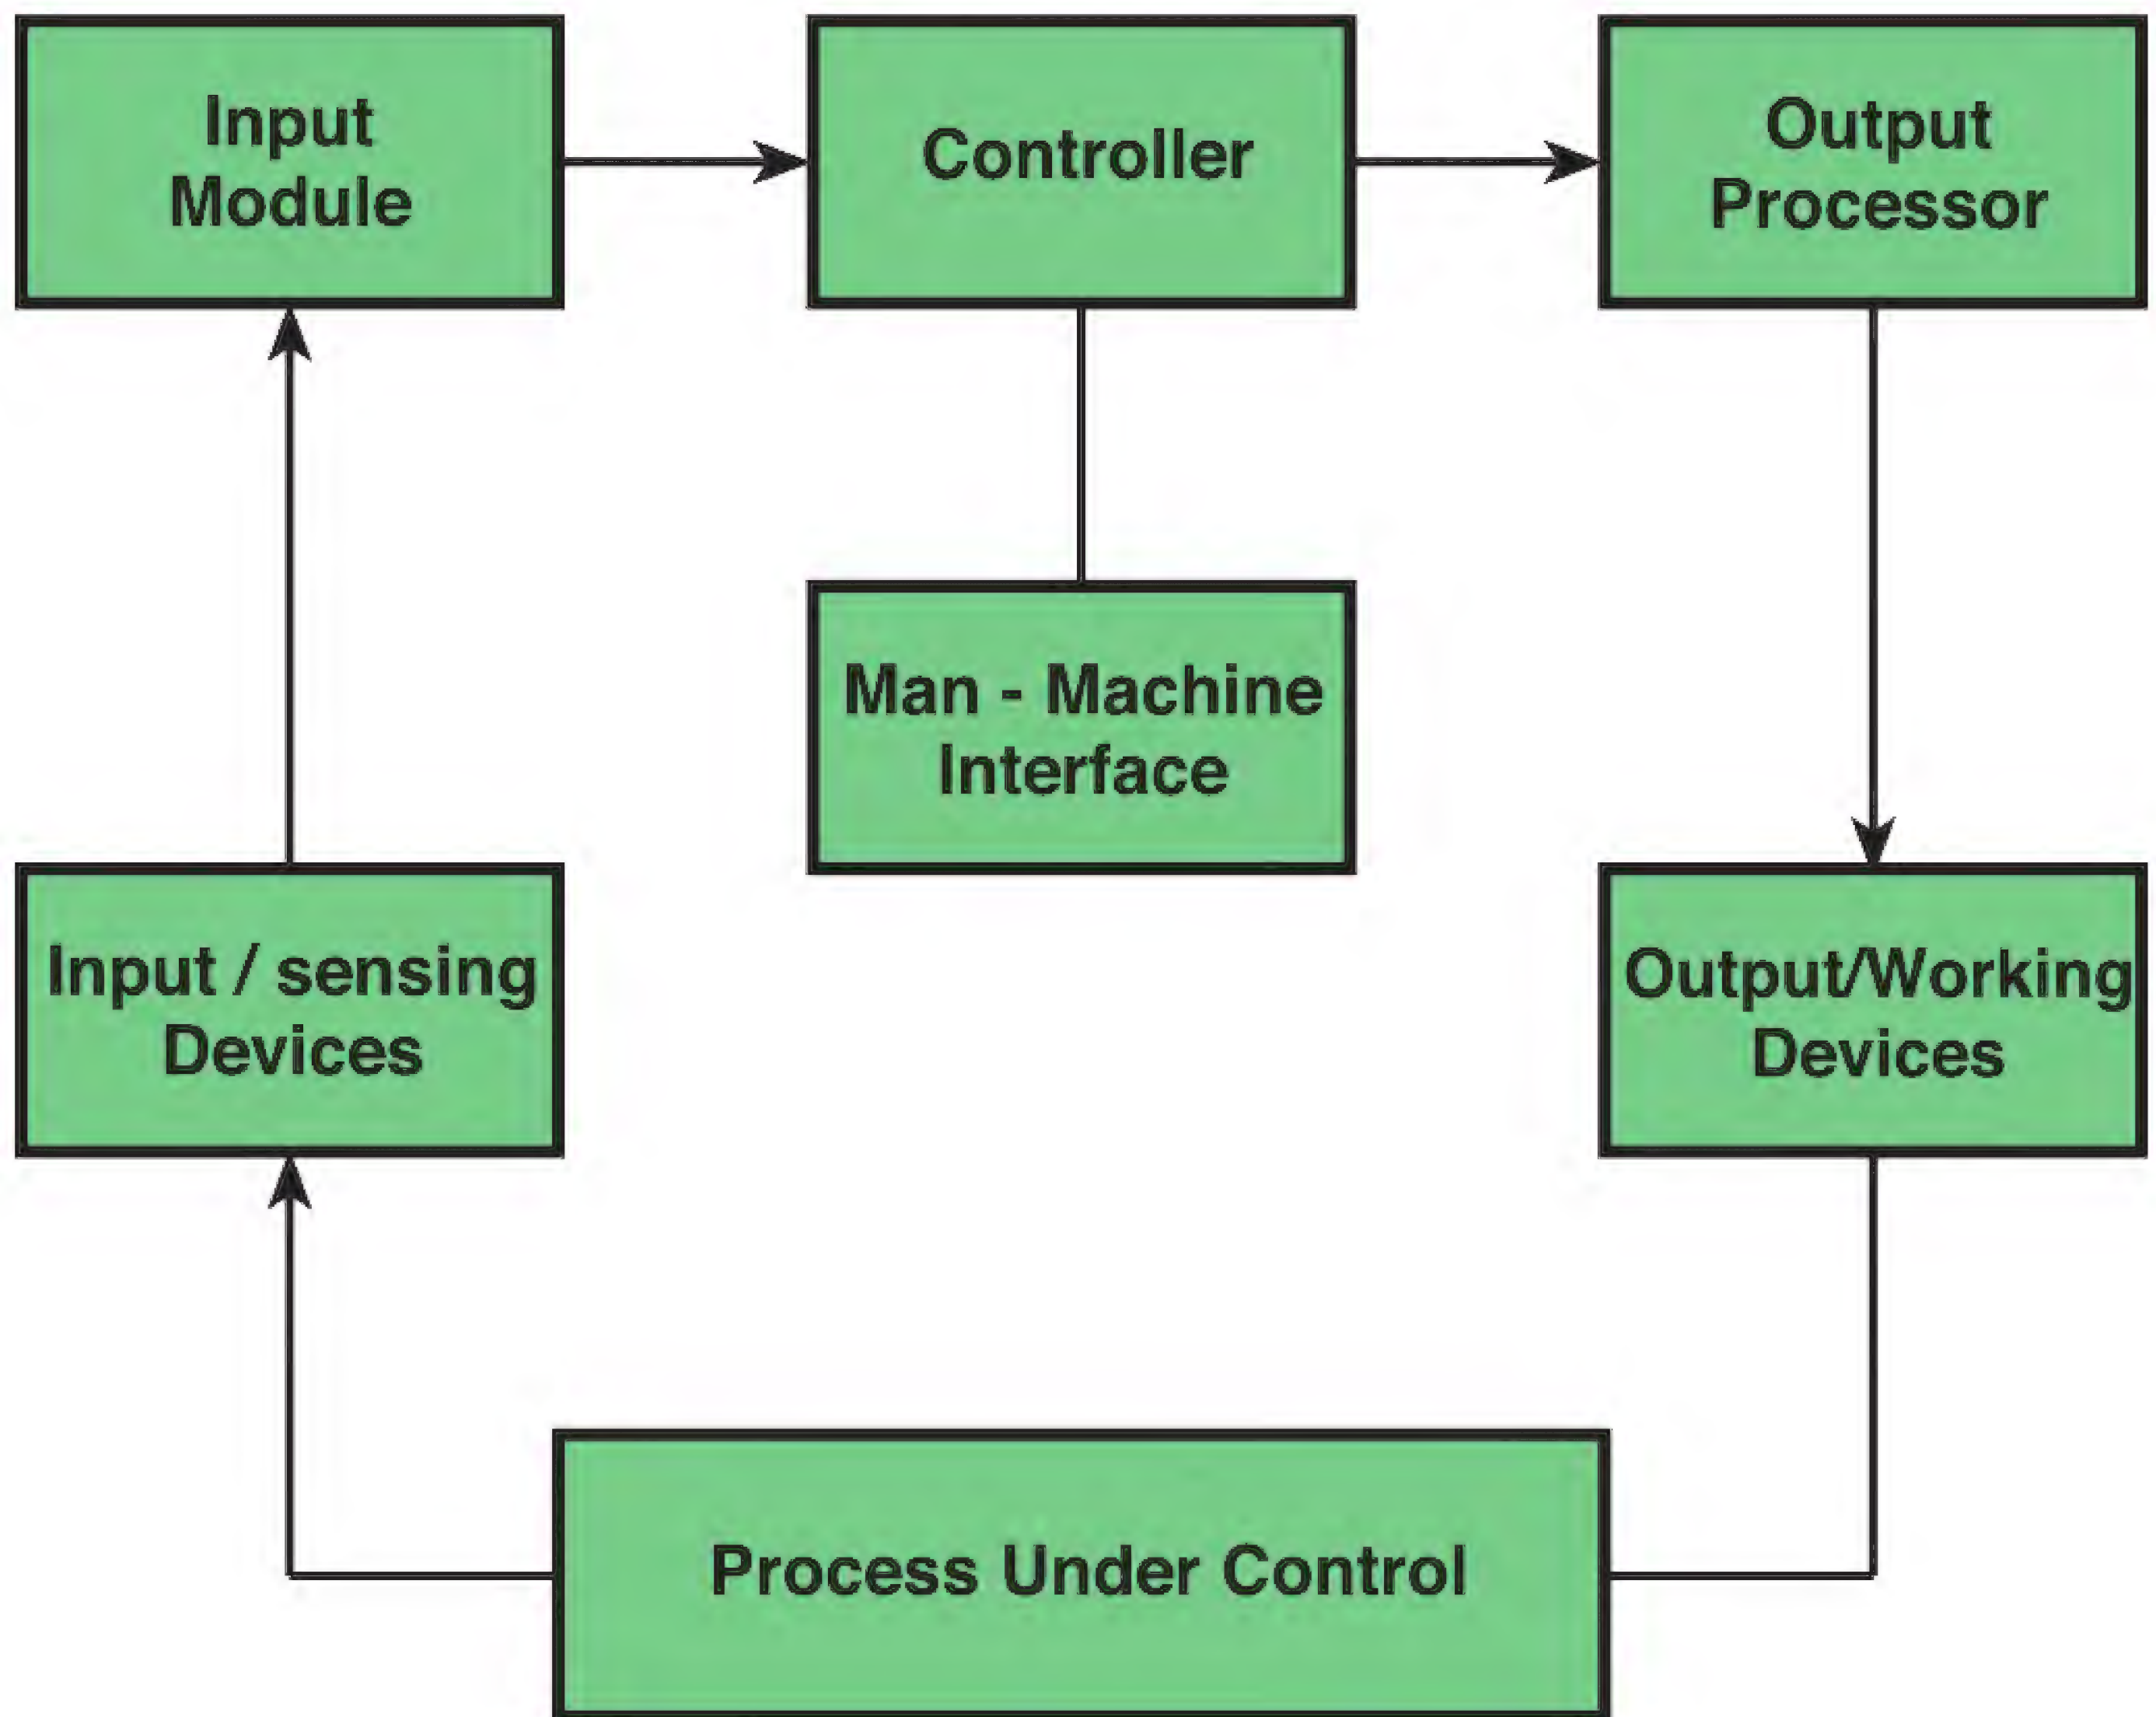 Input
Module
Controller
Output
Processor
Man - Machine
Interface
Input / sensing
Devices
Output/Working
Devices
Process Under Control